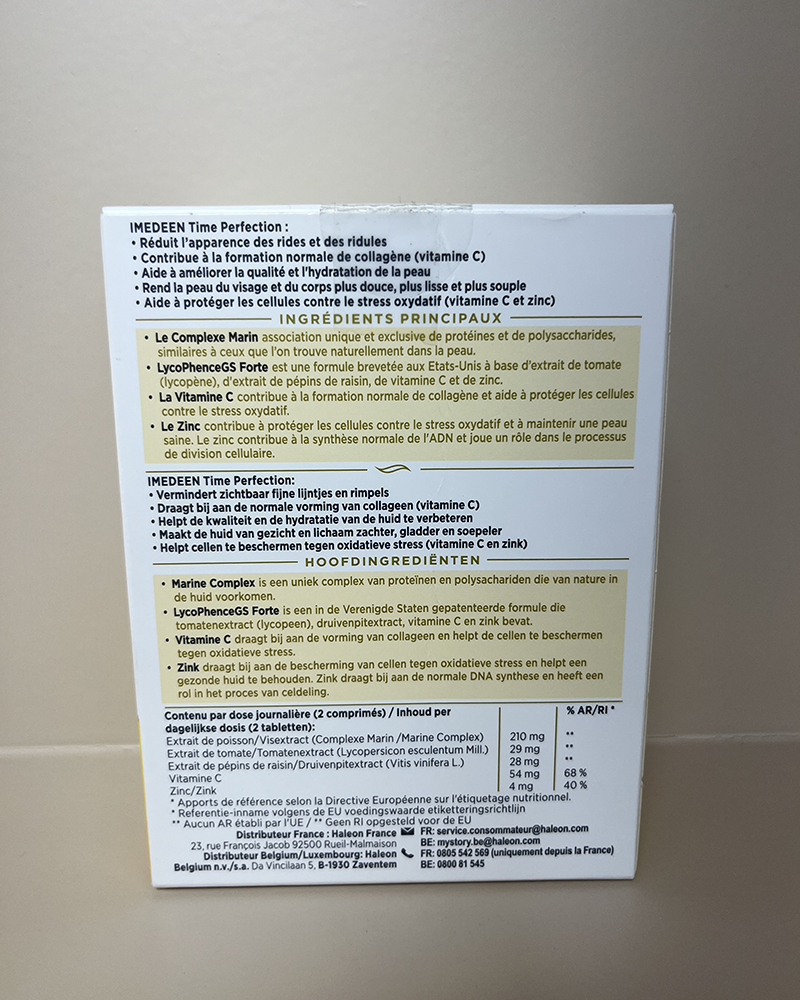 IMEDEEN Time Perfection :
• Réduit l'apparence des rides et des ridules
• Contribue à la formation normale de collagène (vitamine C)
• Aide à améliorer la qualité et l'hydratation de la peau
• Rend la peau du visage et du corps plus douce, plus lisse et plus souple
• Aide à protéger les cellules contre le stress oxydatif (vitamine C et zinc)
INGRÉDIENTS PRINCIPAUX
• Le Complexe Marin association unique et exclusive de protéines et de polysaccharides,
similaires à ceux que l'on trouve naturellement dans la peau.
• LycoPhenceGS Forte est une formule brevetée aux Etats-Unis à base d'extrait de tomate
(lycopène), d'extrait de pépins de raisin, de vitamine C et de zinc.
• La Vitamine C contribue à la formation normale de collagène et aide à protéger les cellules
contre le stress oxydatif.
• Le Zinc contribue à protéger les cellules contre le stress oxydatif et à maintenir une peau
saine. Le zinc contribue à la synthèse normale de l'ADN et joue un rôle dans le processus
de division cellulaire.
IMEDEEN Time Perfection:
• Vermindert zichtbaar fijne lijntjes en rimpels
• Draagt bij aan de normale vorming van collageen (vitamine C)
• Helpt de kwaliteit en de hydratatie van de huid te verbeteren
• Maakt de huid van gezicht en lichaam zachter, gladder en soepeler
• Helpt cellen te beschermen tegen oxidatieve stress (vitamine C en zink)
HOOFDINGREDIËNTEN
• Marine Complex is een uniek complex van proteïnen en polysachariden die van nature in
de huid voorkomen.
• LycoPhenceGS Forte is een in de Verenigde Staten gepatenteerde formule die
tomatenextract (lycopeen), druivenpitextract, vitamine C en zink bevat.
• Vitamine C draagt bij aan de vorming van collageen en helpt de cellen te beschermen
tegen oxidatieve stress.
• Zink draagt bij aan de bescherming van cellen tegen oxidatieve stress en helpt een
gezonde huid te behouden. Zink draagt bij aan de normale DNA synthese en heeft een
rol in het proces van celdeling.
Contenu par dose journalière (2 comprimés) / Inhoud per % AR/RI *
dagelijkse dosis (2 tabletten):
Extrait de poisson/Visextract (Complexe Marin /Marine Complex) 210 mg **
Extrait de tomate/Tomatenextract (Lycopersicon esculentum Mill.) 29 mg **
Extrait de pépins de raisin/Druivenpitextract (Vitis vinifera L.) 28 mg **
Vitamine C 54 mg 68 %
Zinc/Zink 4 mg 40 %
* Apports de référence selon la Directive Européenne sur l'étiquetage nutritionnel.
* Referentie-inname volgens de EU voedingswaarde etiketteringsrichtlijn
** Aucun AR établi par l'UE / ** Geen RI opgesteld voor de EU
Distributeur France : Haleon France FR: service.consommateur@haleon.com
23, rue François Jacob 92500 Rueil-Malmaison BE: mystory.be@haleon.com
Distributeur Belgium/Luxembourg: Haleon FR: 0805 542 569 (uniquement depuis la France)
Belgium n.v./s.a. Da Vincilaan 5, B-1930 Zaventem BE: 0800 81 545